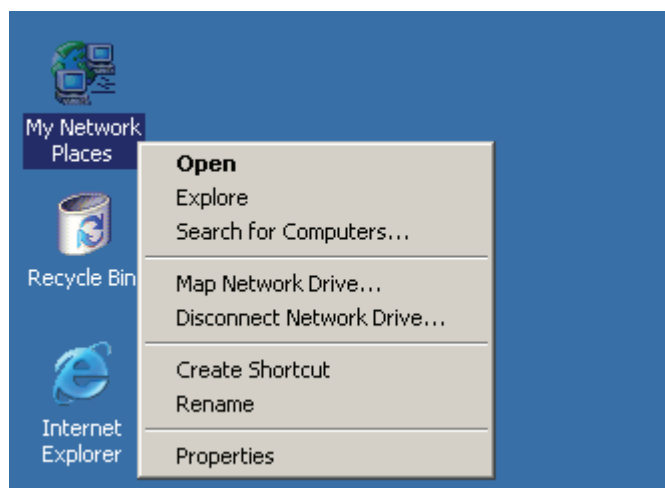 My Network
Places
Open
Explore
Search for Computers...
Recycle Bin
Map Network Drive...
Disconnect Network Drive...
Create Shortcut
Rename
Internet
Explorer
Properties